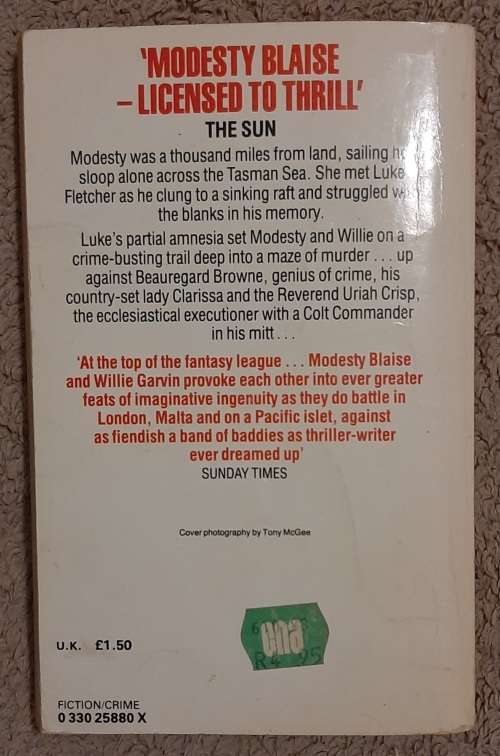 'MODESTY BLAISE
– LICENSED TO THRILL'
THE SUN
Modesty was a thousand miles from land, sailing
sloop alone across the Tasman Sea. She met Luke
Fletcher as he clung to a sinking raft and struggled
the blanks in his memory.
Luke's partial amnesia set Modesty and Willie on a
crime-busting trail deep into a maze of murder . . . up
against Beauregard Browne, genius of crime, his
country-set lady Clarissa and the Reverend Uriah Crisp,
the ecclesiastical executioner with a Colt Commander
in his mitt . . .
'At the top of the fantasy league . . . Modesty Blaise
and Willie Garvin provoke each other into ever greater
feats of imaginative ingenuity as they do battle in
London, Malta and on a Pacific islet, against
as fiendish a band of baddies as thriller-writer
ever dreamed up'
SUNDAY TIMES
Cover photography by Tony McGee
cna
R4 95
U.K. £1.50
FICTION/CRIME
0 330 25880 X